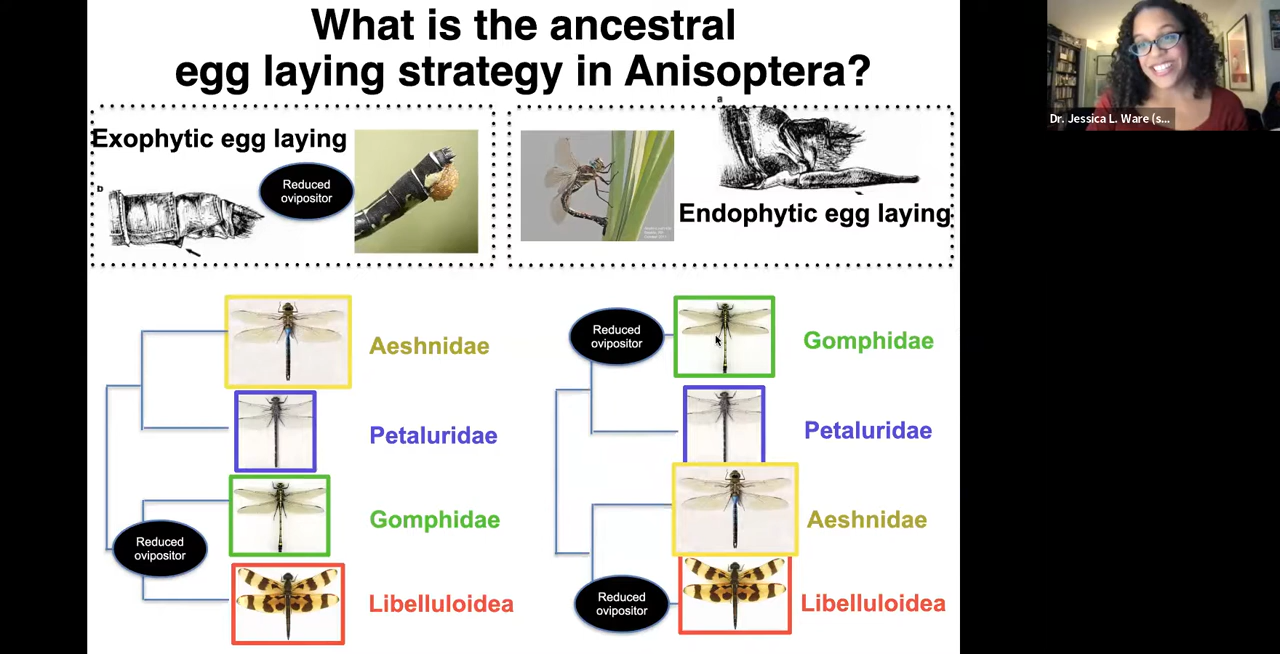 What is the ancestral
egg laying strategy in Anisoptera?
Exophytic egg laying
Reduced
ovipositor
b
a
Endophytic egg laying
Aeshnidae
Petaluridae
Gomphidae
Libelluloidea
Reduced
ovipositor
Reduced
ovipositor
Gomphidae
Petaluridae
Aeshnidae
Libelluloidea
Reduced
ovipositor
Dr. Jessica L. Ware (s...